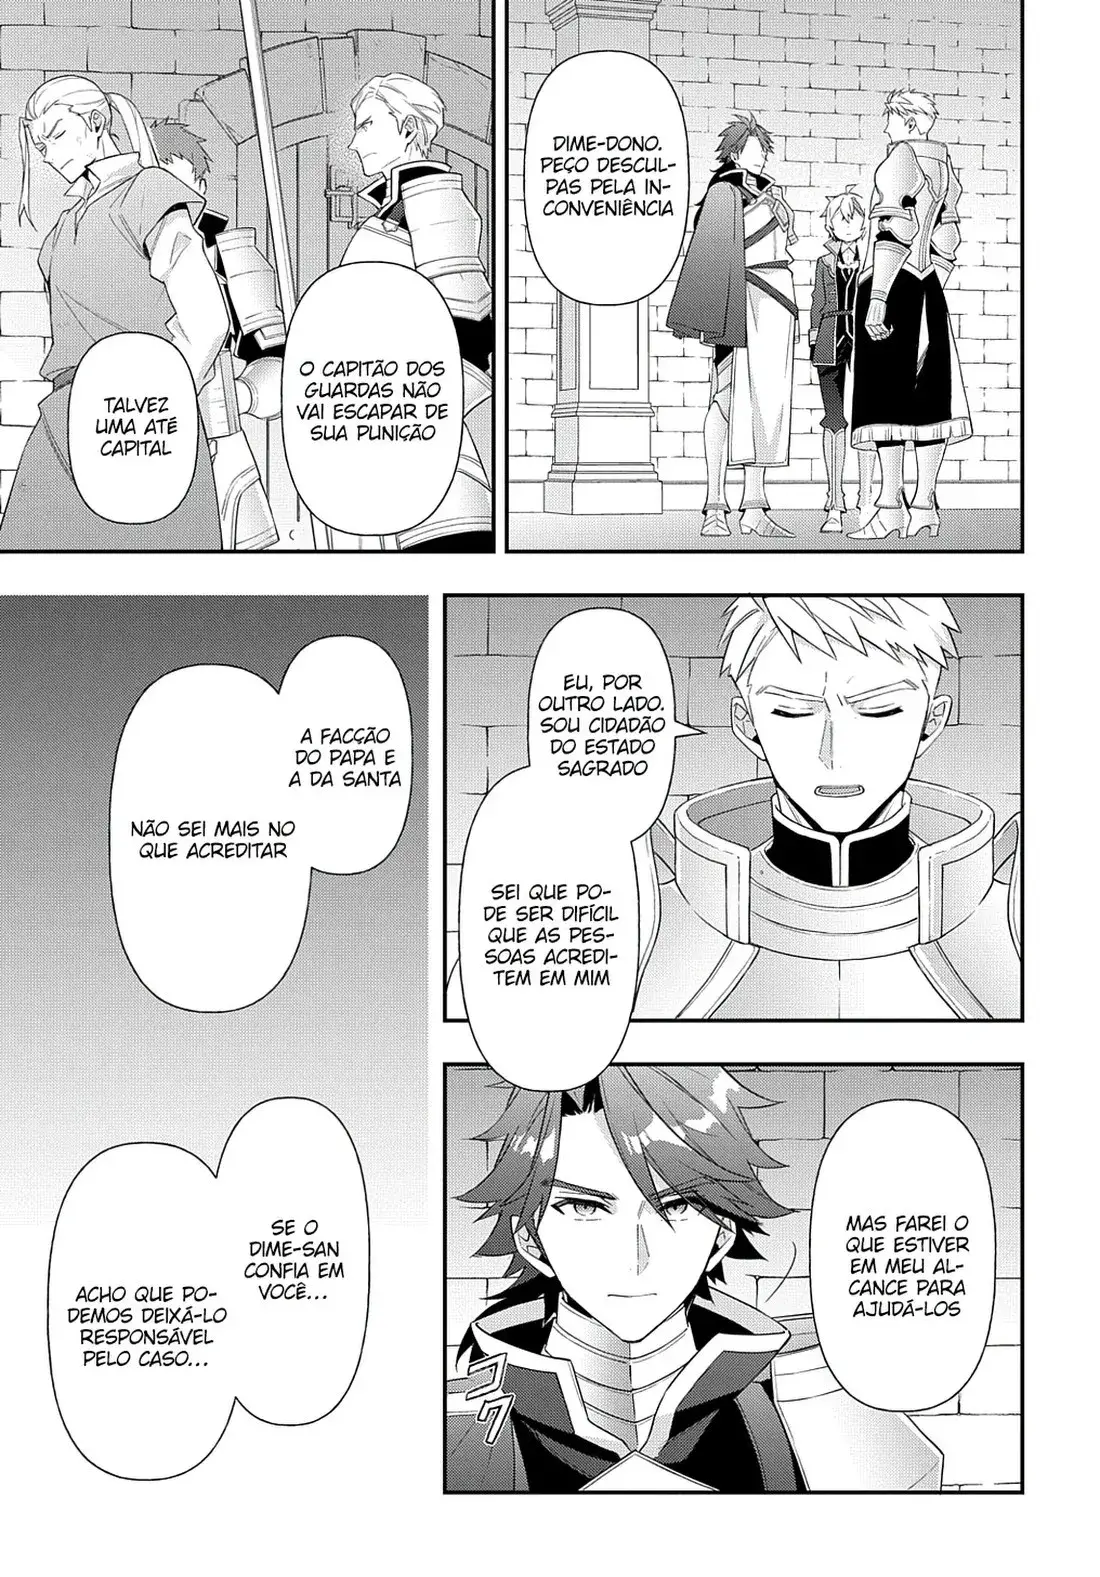 DIME-DONO.
PEÇO DESCUL-
PAS PELA IN-
CONVENIÊNCIA
O CAPITÃO DOS
GUARDAS NÃO
VAI ESCAPAR DE
SUA PUNIÇÃO
TALVEZ
UMA ATÉ
CAPITAL
EU, POR
OUTRO LADO.
SOU CIDADÃO
DO ESTADO
SAGRADO
SEI QUE PO-
DE SER DIFÍCIL
QUE AS PES-
SOAS ACREDI-
TEM EM MIM
A FACÇÃO
DO PAPA E
A DA SANTA
NÃO SEI MAIS NO
QUE ACREDITAR
MAS FAREI O
QUE ESTIVER
EM MEU AL-
CANCE PARA
AJUDÁ-LOS
コクッ
SE O
DIME-SAN
CONFIA EM
VOCÊ...
ACHO QUE PO-
DEMOS DEIXÁ-LO
RESPONSÁVEL
PELO CASO...